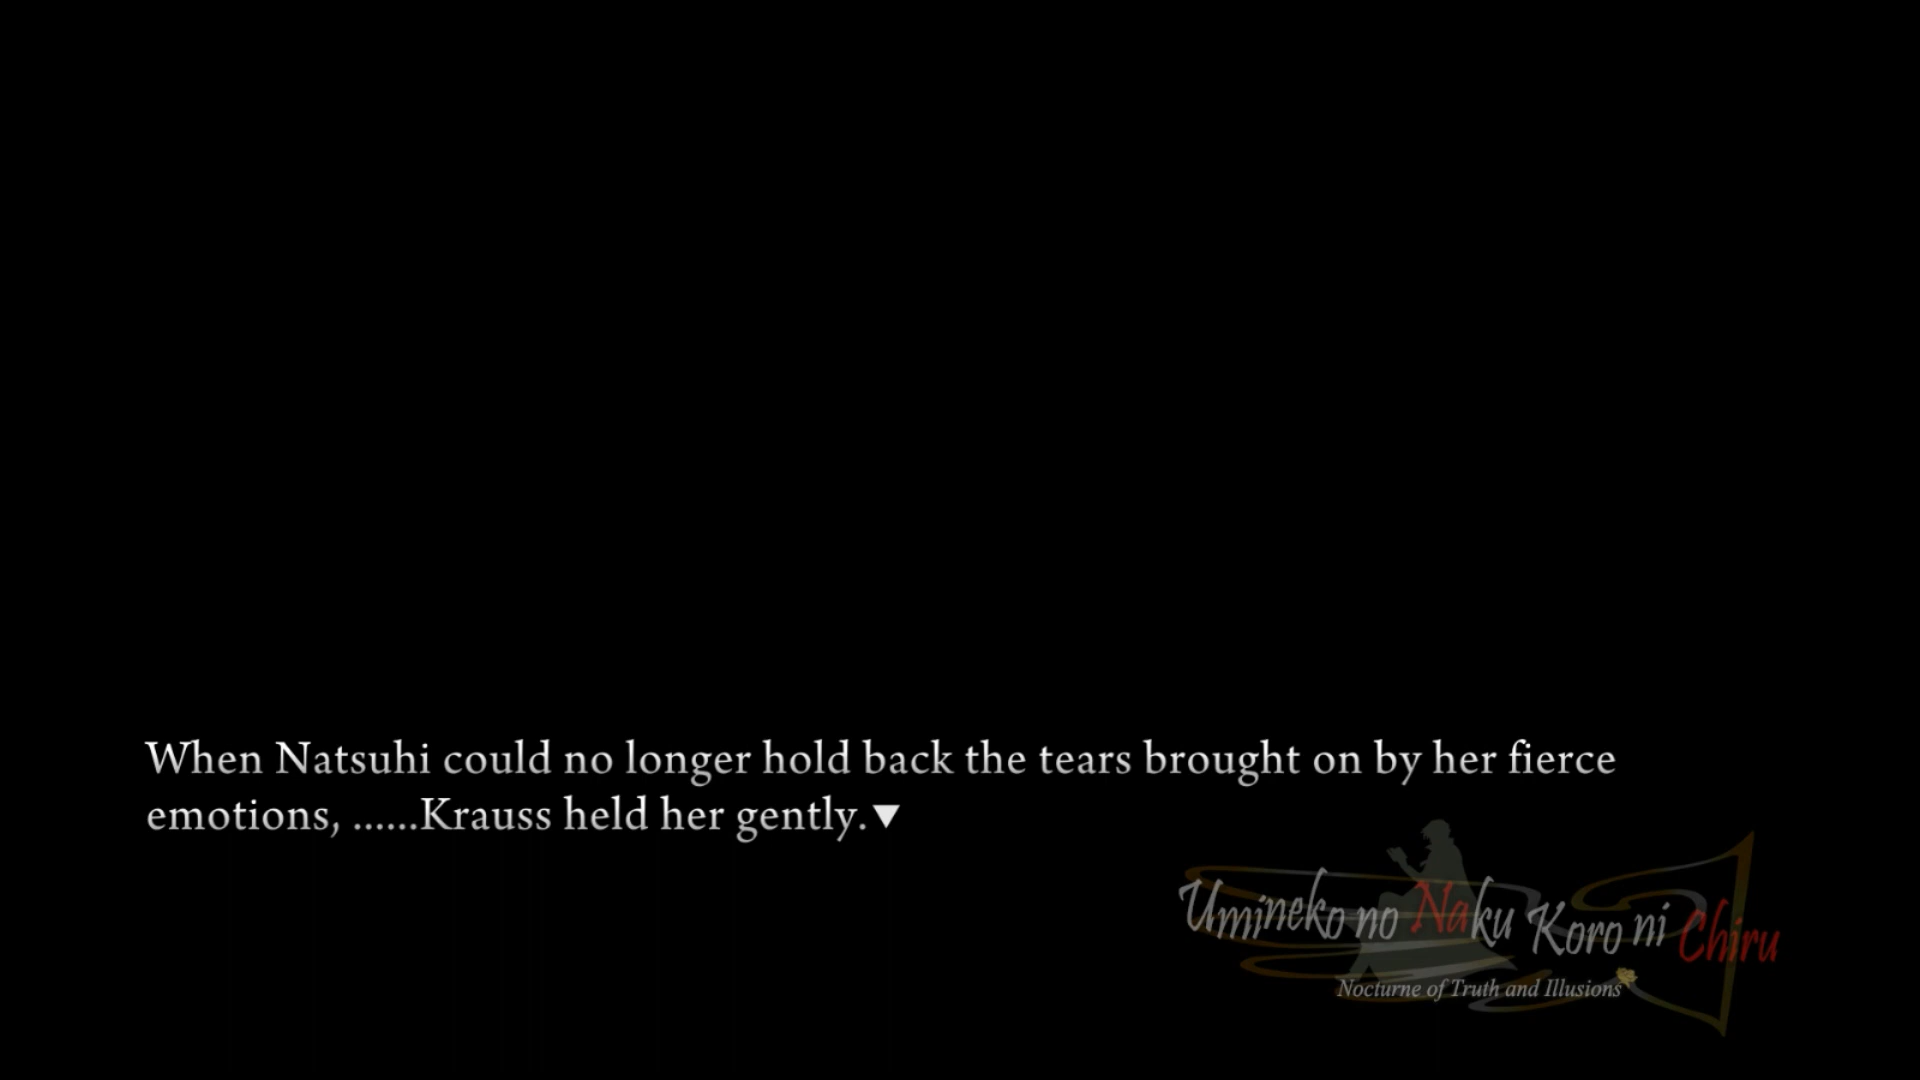 When Natsuhi could no longer hold back the tears brought on by her fierce
emotions, ......Krauss held her gently.▼
Umineko no Naku Koro ni Chiru
Nocturne of Truth and Illusions